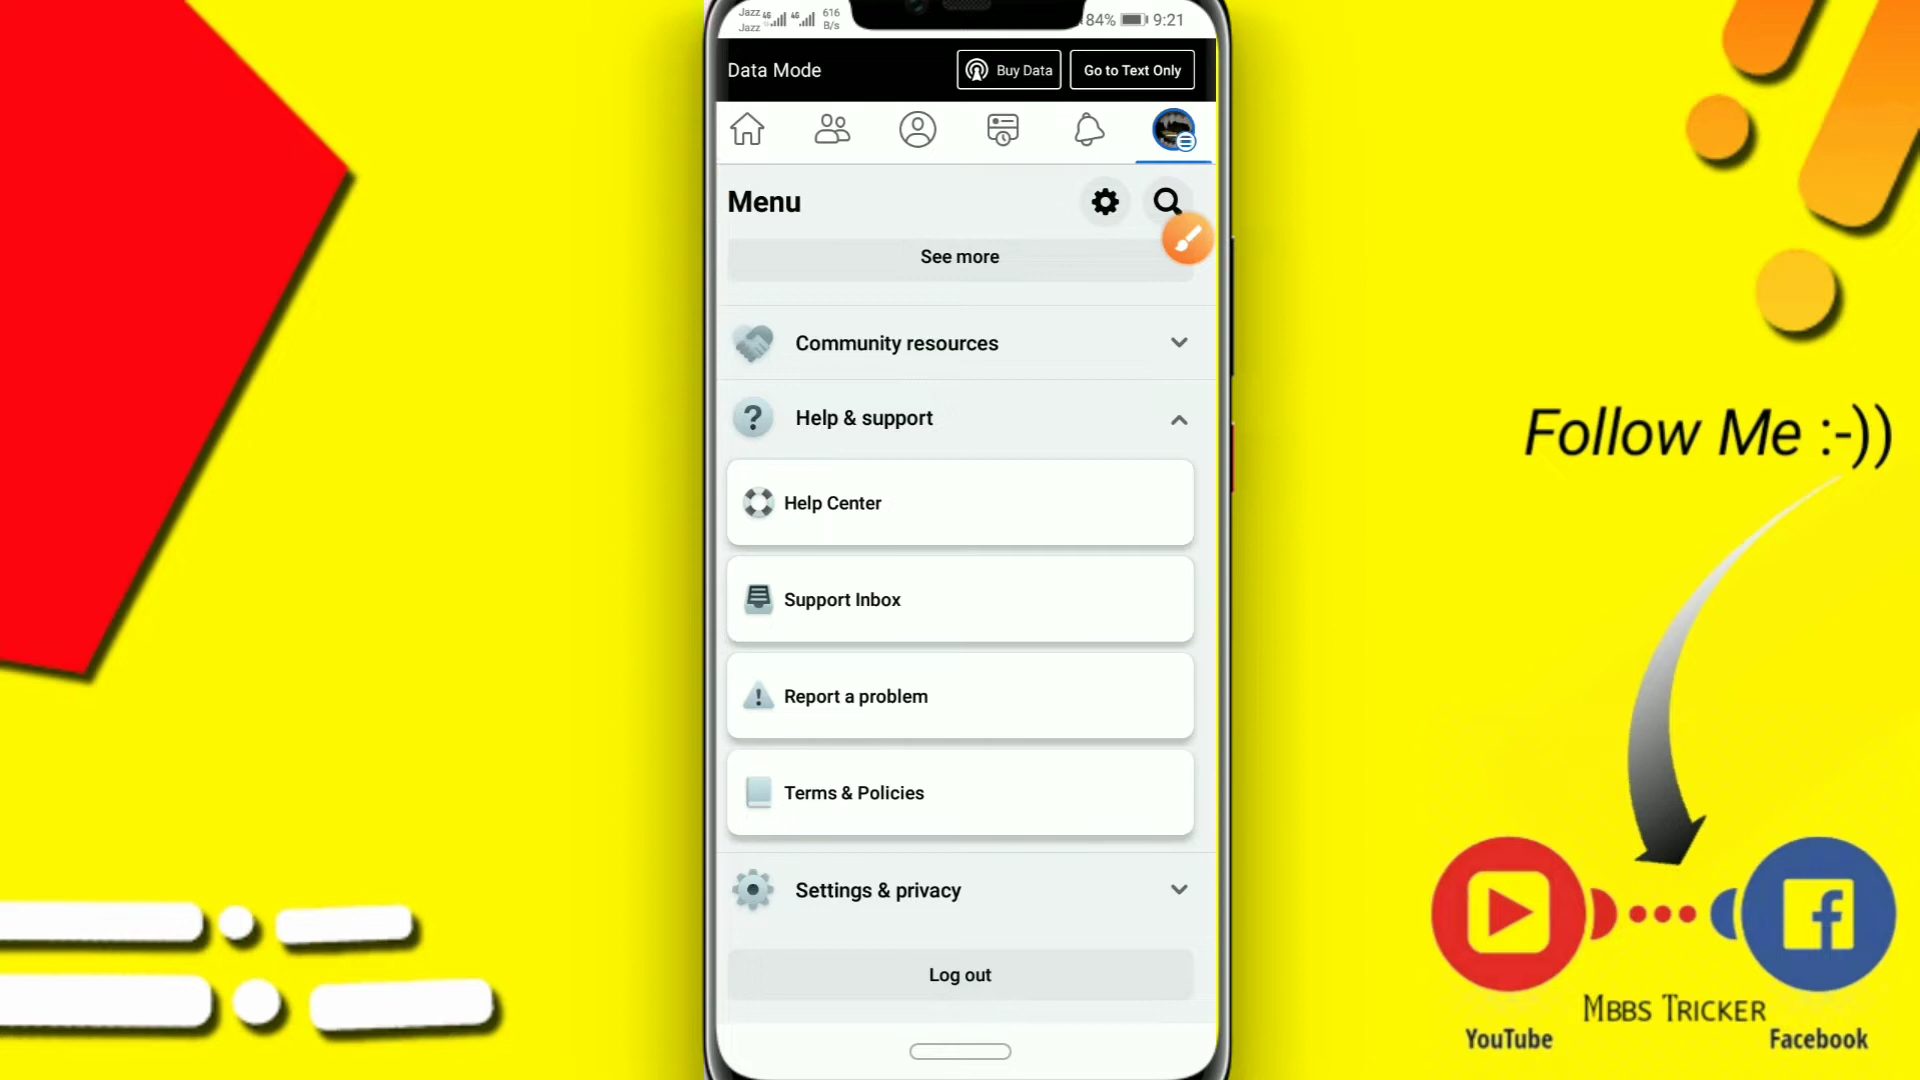 Jazz 4G 4G 616
Jazz B/s
84% 9:21
Data Mode
Buy Data
Go to Text Only
Menu
See more
Community resources
Help & support
Help Center
Support Inbox
Report a problem
Terms & Policies
Settings & privacy
Log out
Follow Me :-))
MBBS TRICKER
YouTube
Facebook